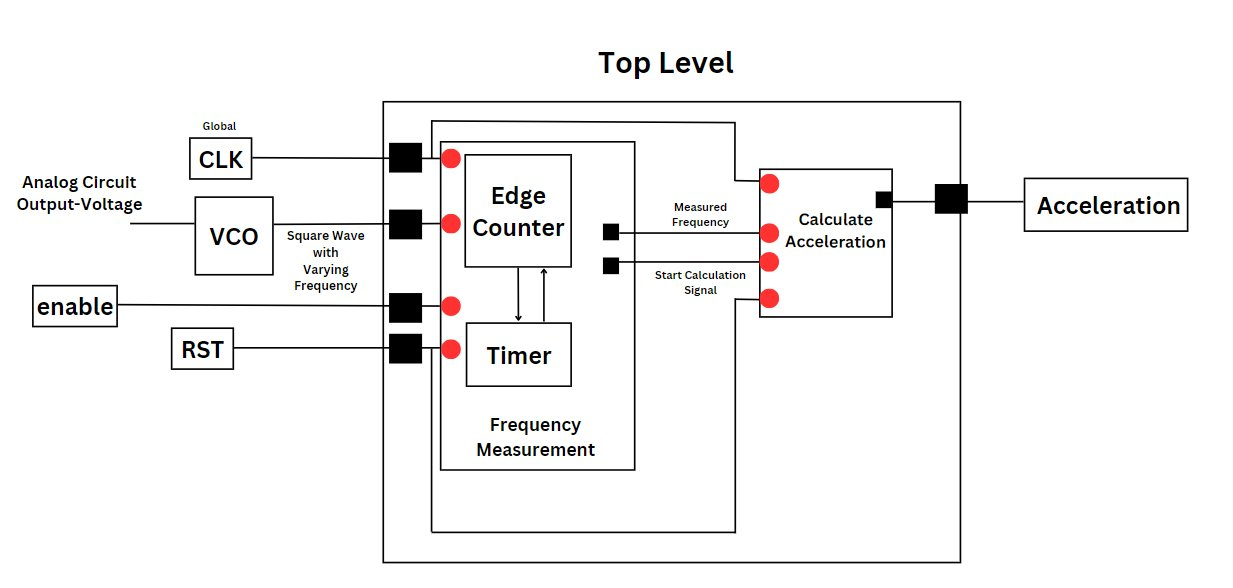 Top Level
Global
CLK
Analog Circuit
Output-Voltage
VCO
Square Wave
with
Varying
Frequency
enable
RST
Edge
Counter
Timer
Frequency
Measurement
Measured
Frequency
Start Calculation
Signal
Calculate
Acceleration
Acceleration